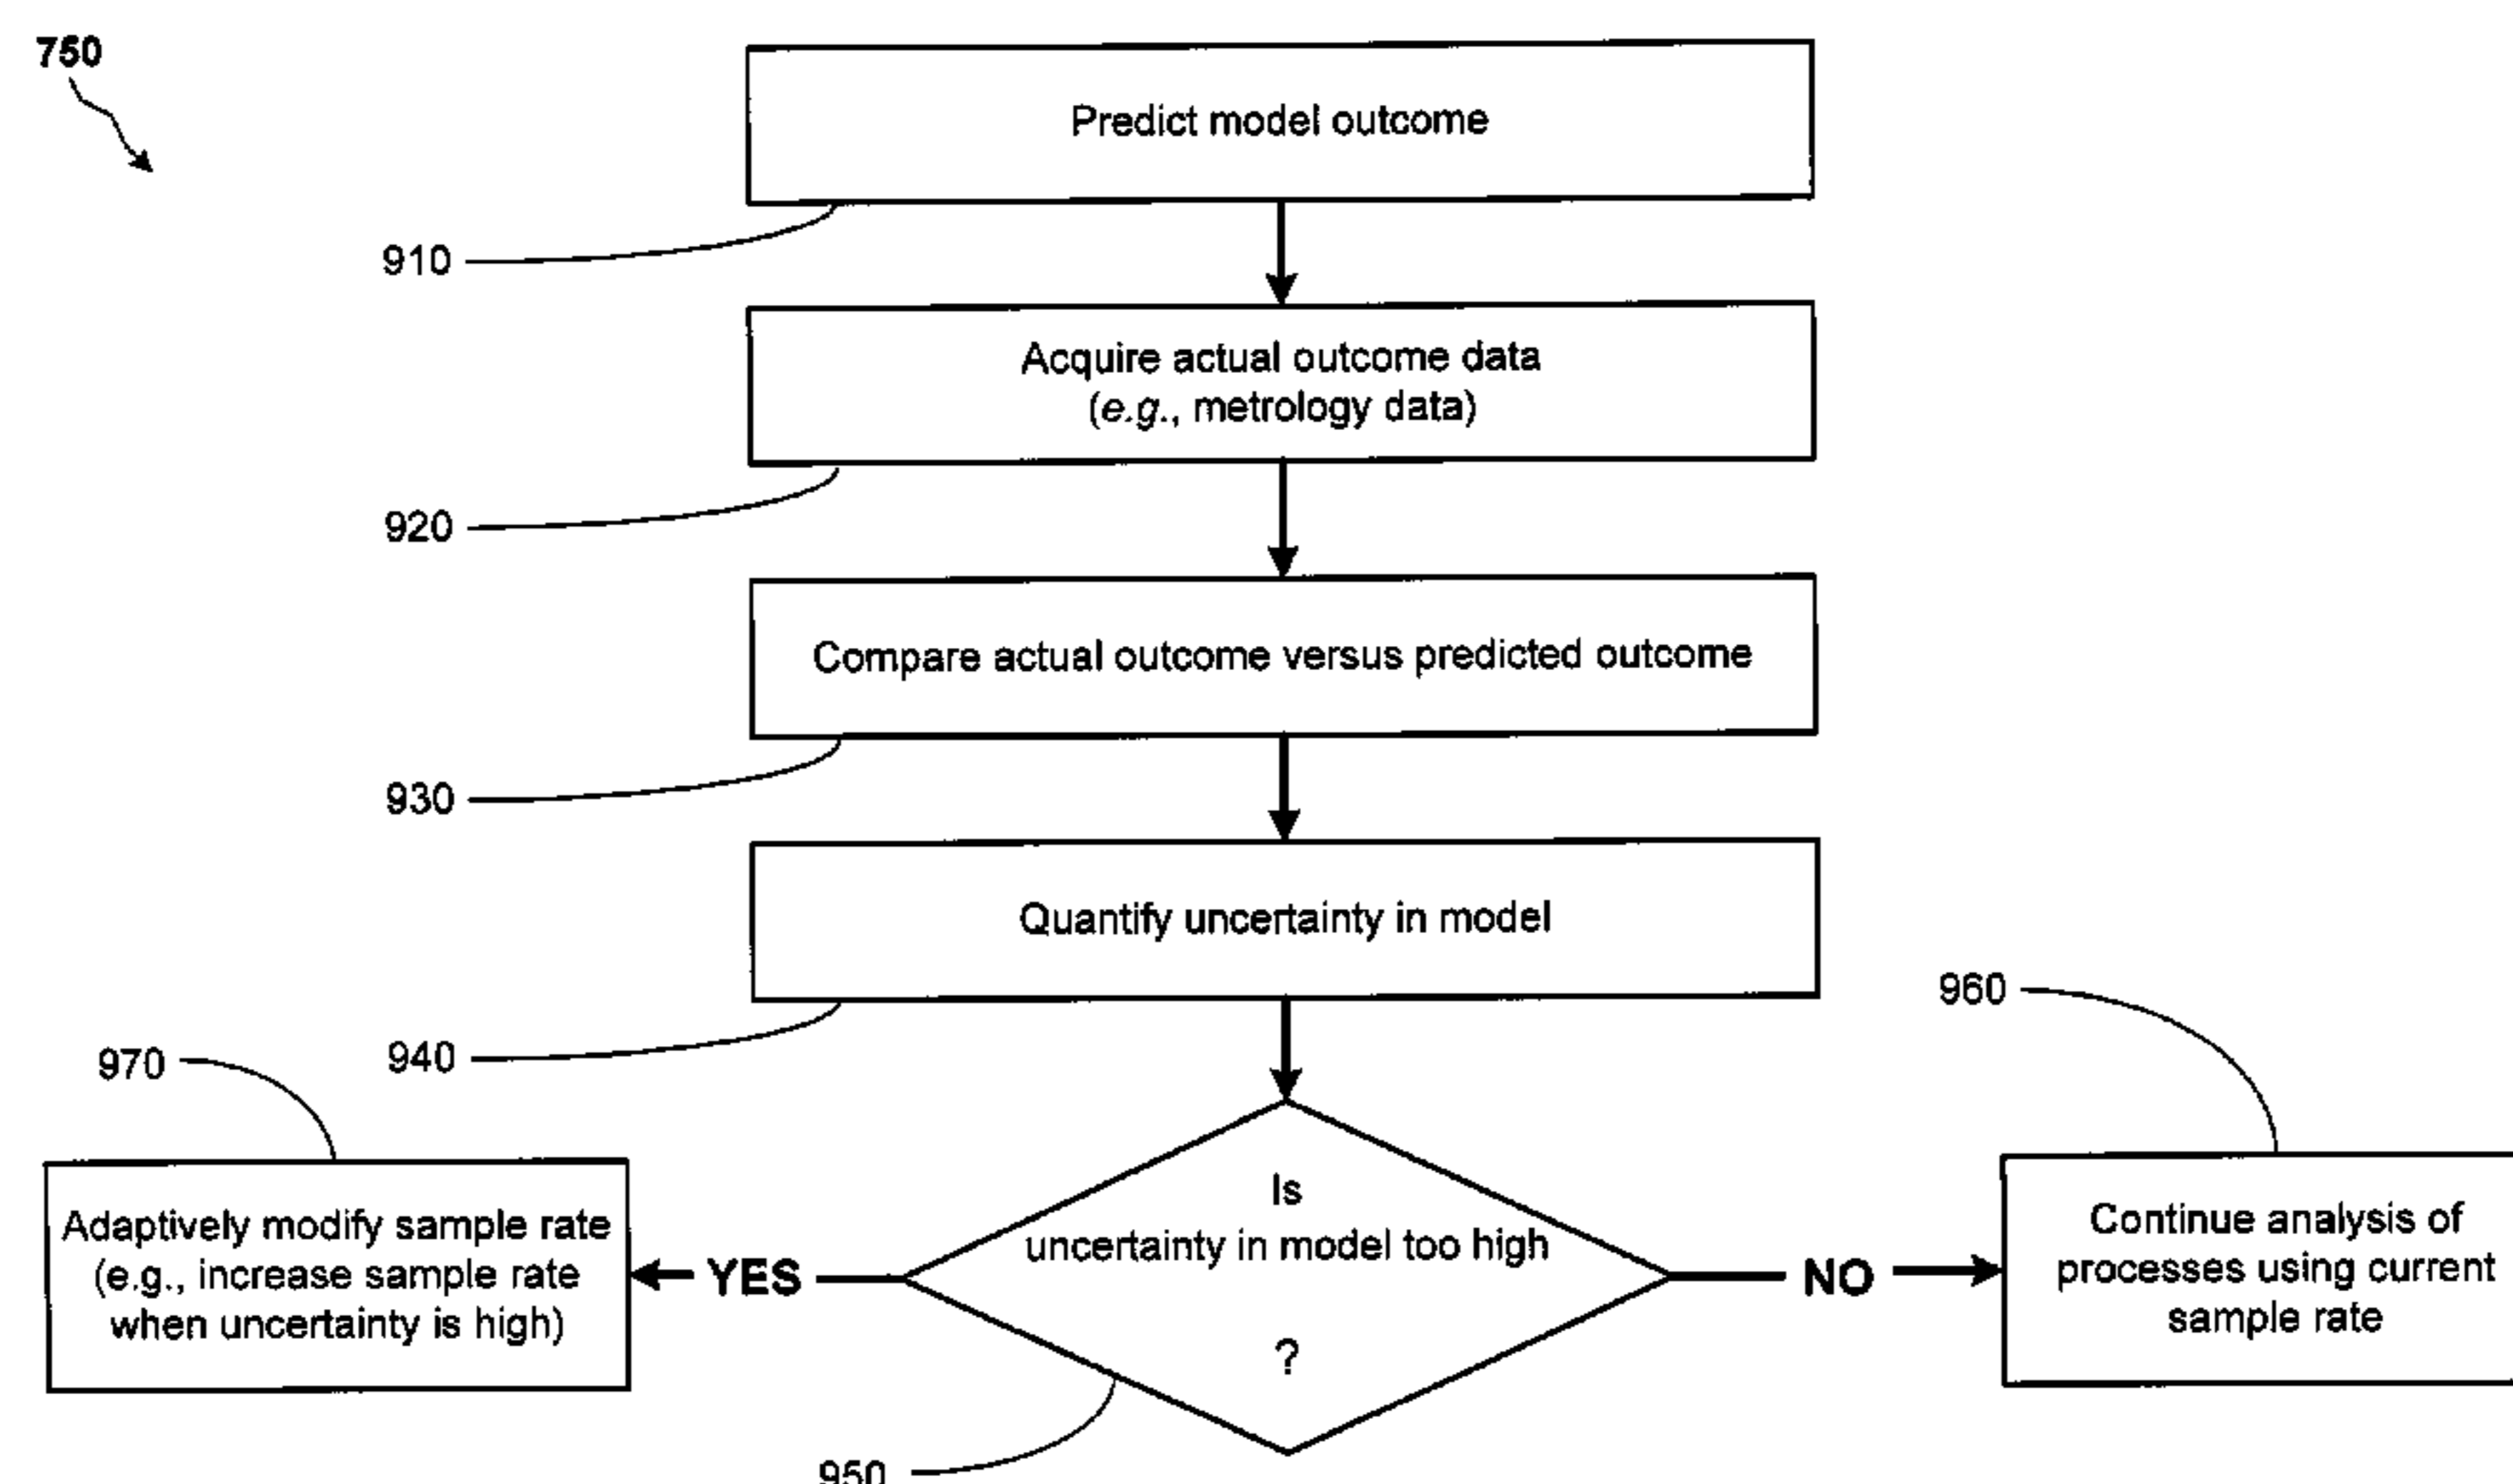 750
Predict model outcome
910
Acquire actual outcome data
(e.g., metrology data)
920
Compare actual outcome versus predicted outcome
930
Quantify uncertainty in model
940
960
970
Is
uncertainty in model too high
?
YES
NO
Adaptively modify sample rate
(e.g., increase sample rate
when uncertainty is high)
Continue analysis of
processes using current
sample rate
950